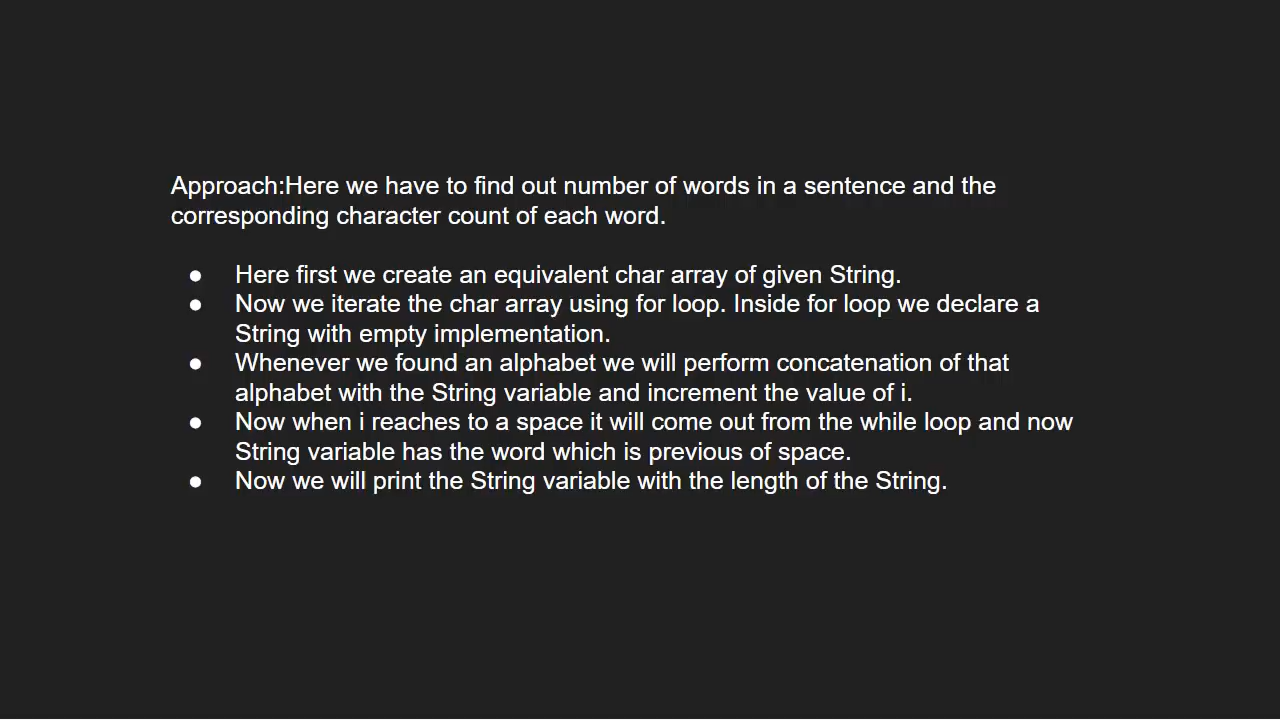 Approach:Here we have to find out number of words in a sentence and the
corresponding character count of each word.
● Here first we create an equivalent char array of given String.
● Now we iterate the char array using for loop. Inside for loop we declare a
String with empty implementation.
● Whenever we found an alphabet we will perform concatenation of that
alphabet with the String variable and increment the value of i.
● Now when i reaches to a space it will come out from the while loop and now
String variable has the word which is previous of space.
● Now we will print the String variable with the length of the String.